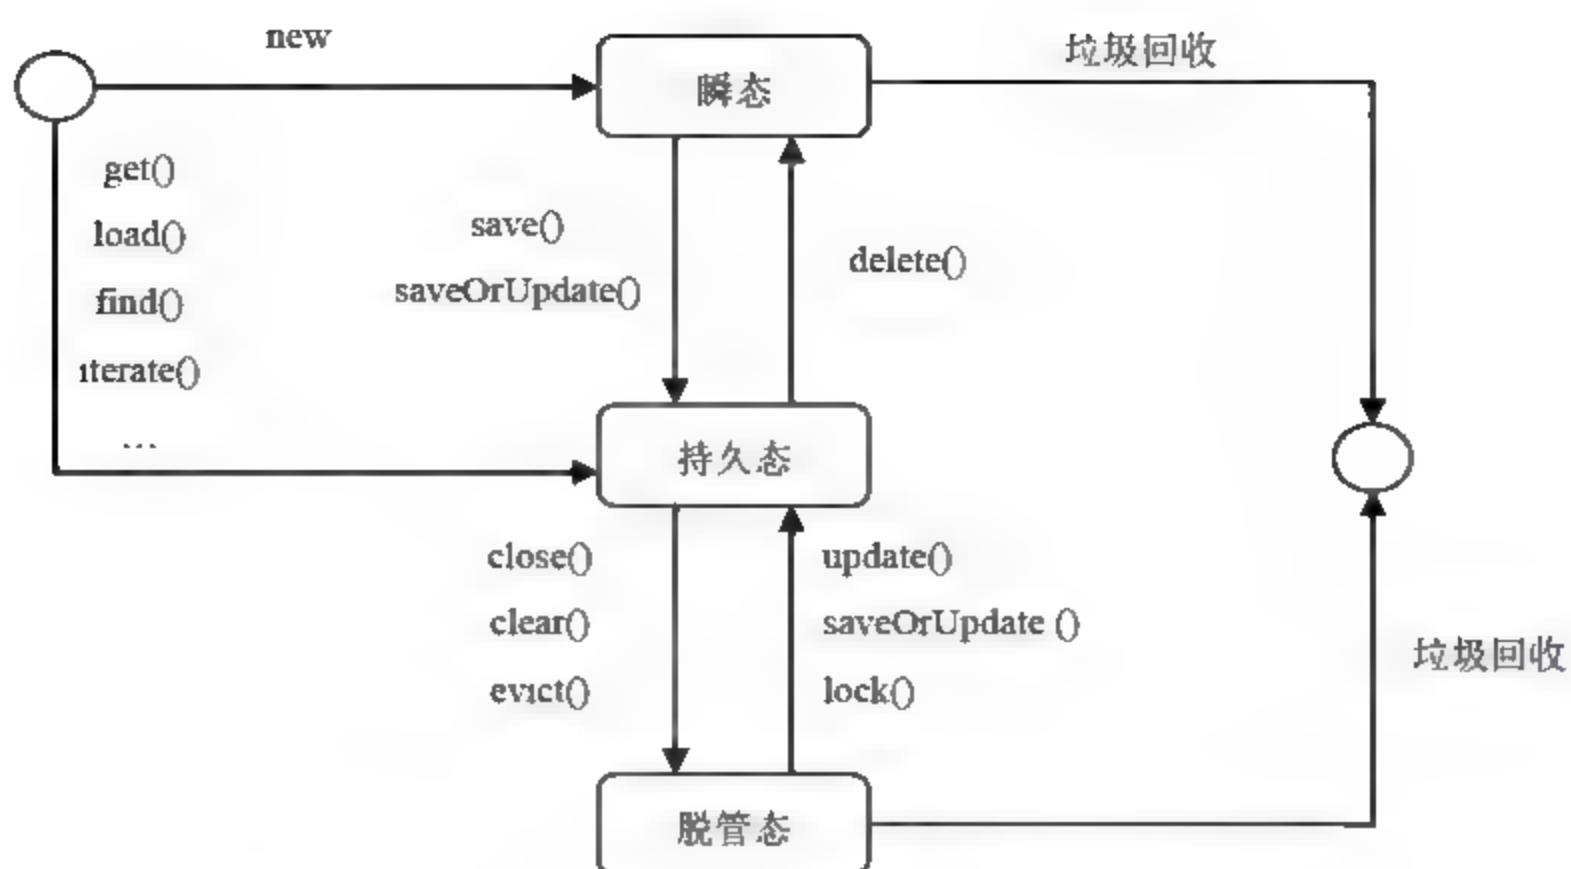 new
垃圾回收
瞬态
get()
load()
find()
iterate()
...
save()
saveOrUpdate()
delete()
持久态
close()
clear()
evict()
update()
saveOrUpdate ()
lock()
垃圾回收
脱管态